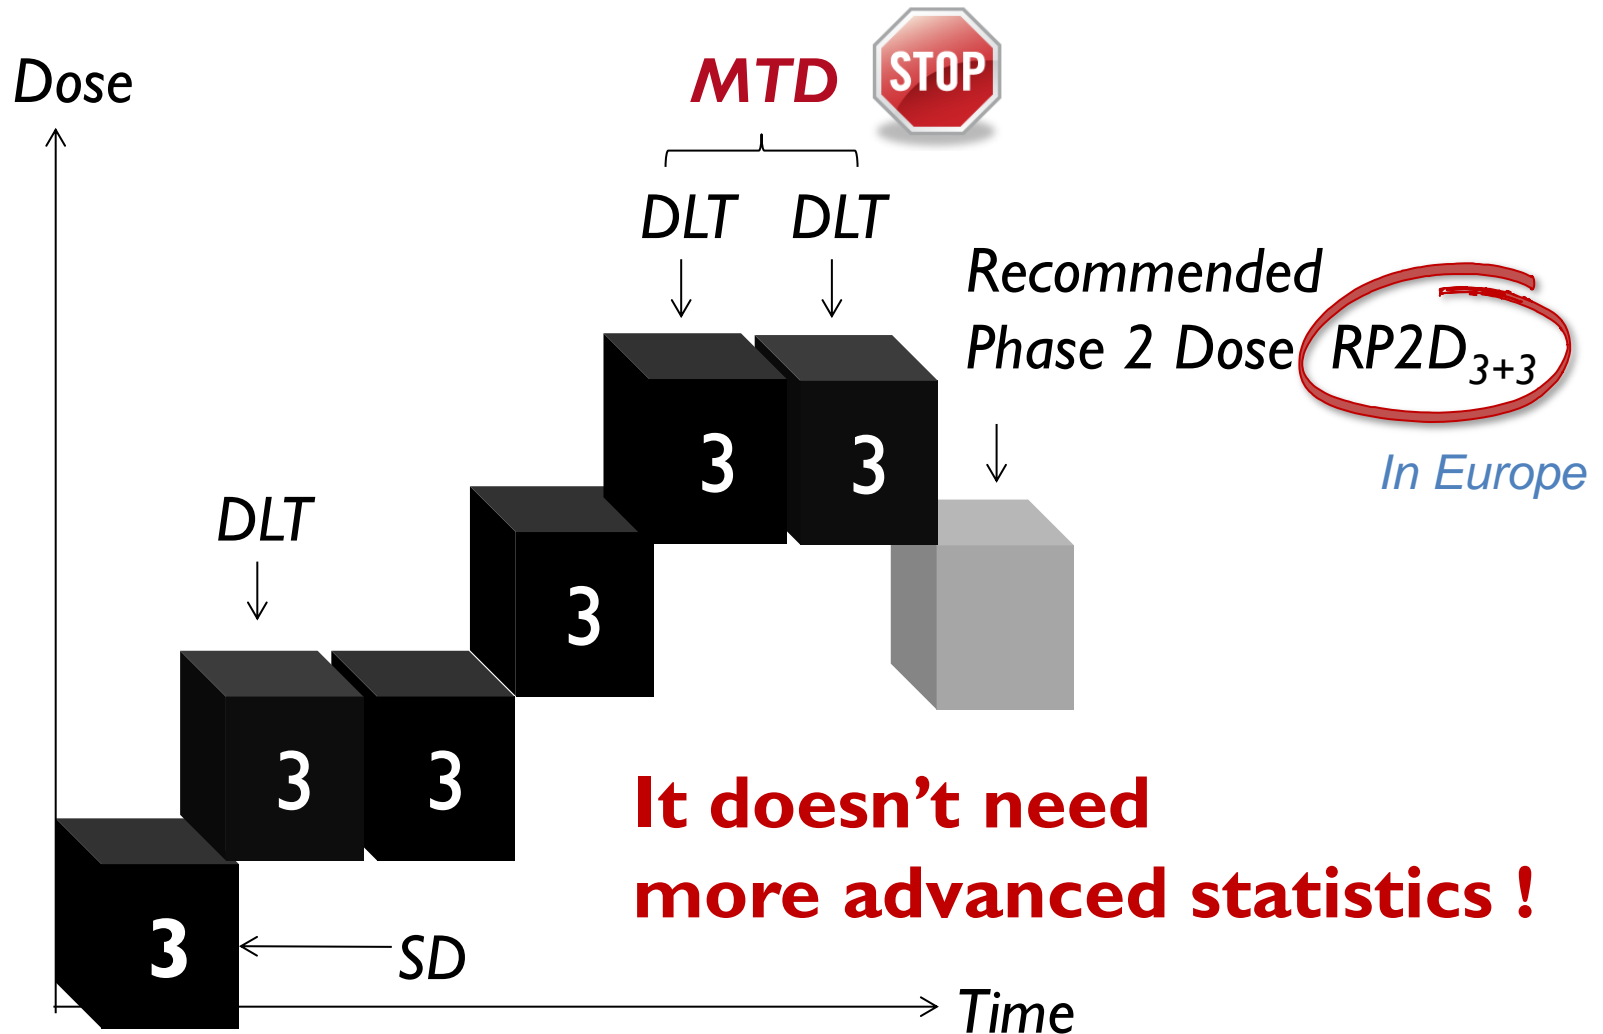 Dose
MTD
STOP
DLT DLT
Recommended
Phase 2 Dose RP2D3+3
In Europe
3 3
DLT
3
3 3
It doesn’t need
more advanced statistics !
3
SD
Time